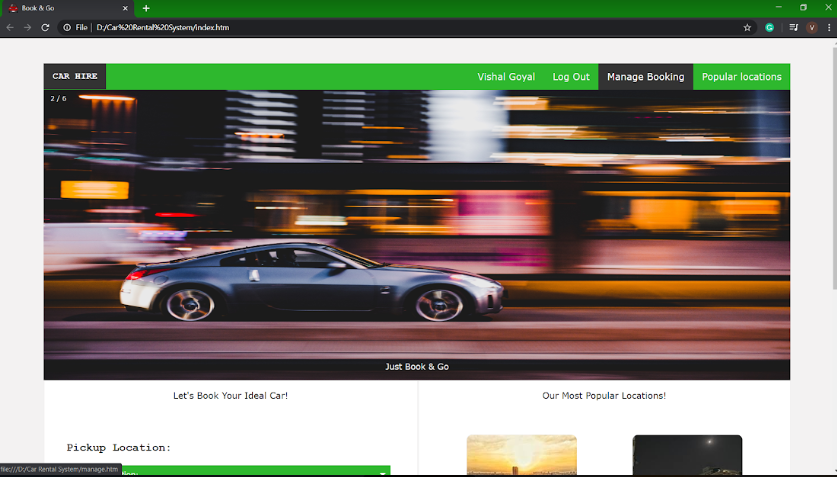 Book & Go
File
D:/Car%20Rental%20System/index.htm
V
CAR HIRE
Vishal Goyal
Log Out
Manage Booking
Popular locations
2 / 6
Just Book & Go
Let's Book Your Ideal Car!
Our Most Popular Locations!
Pickup Location:
file:///D:/Car Rental System/manage.htm